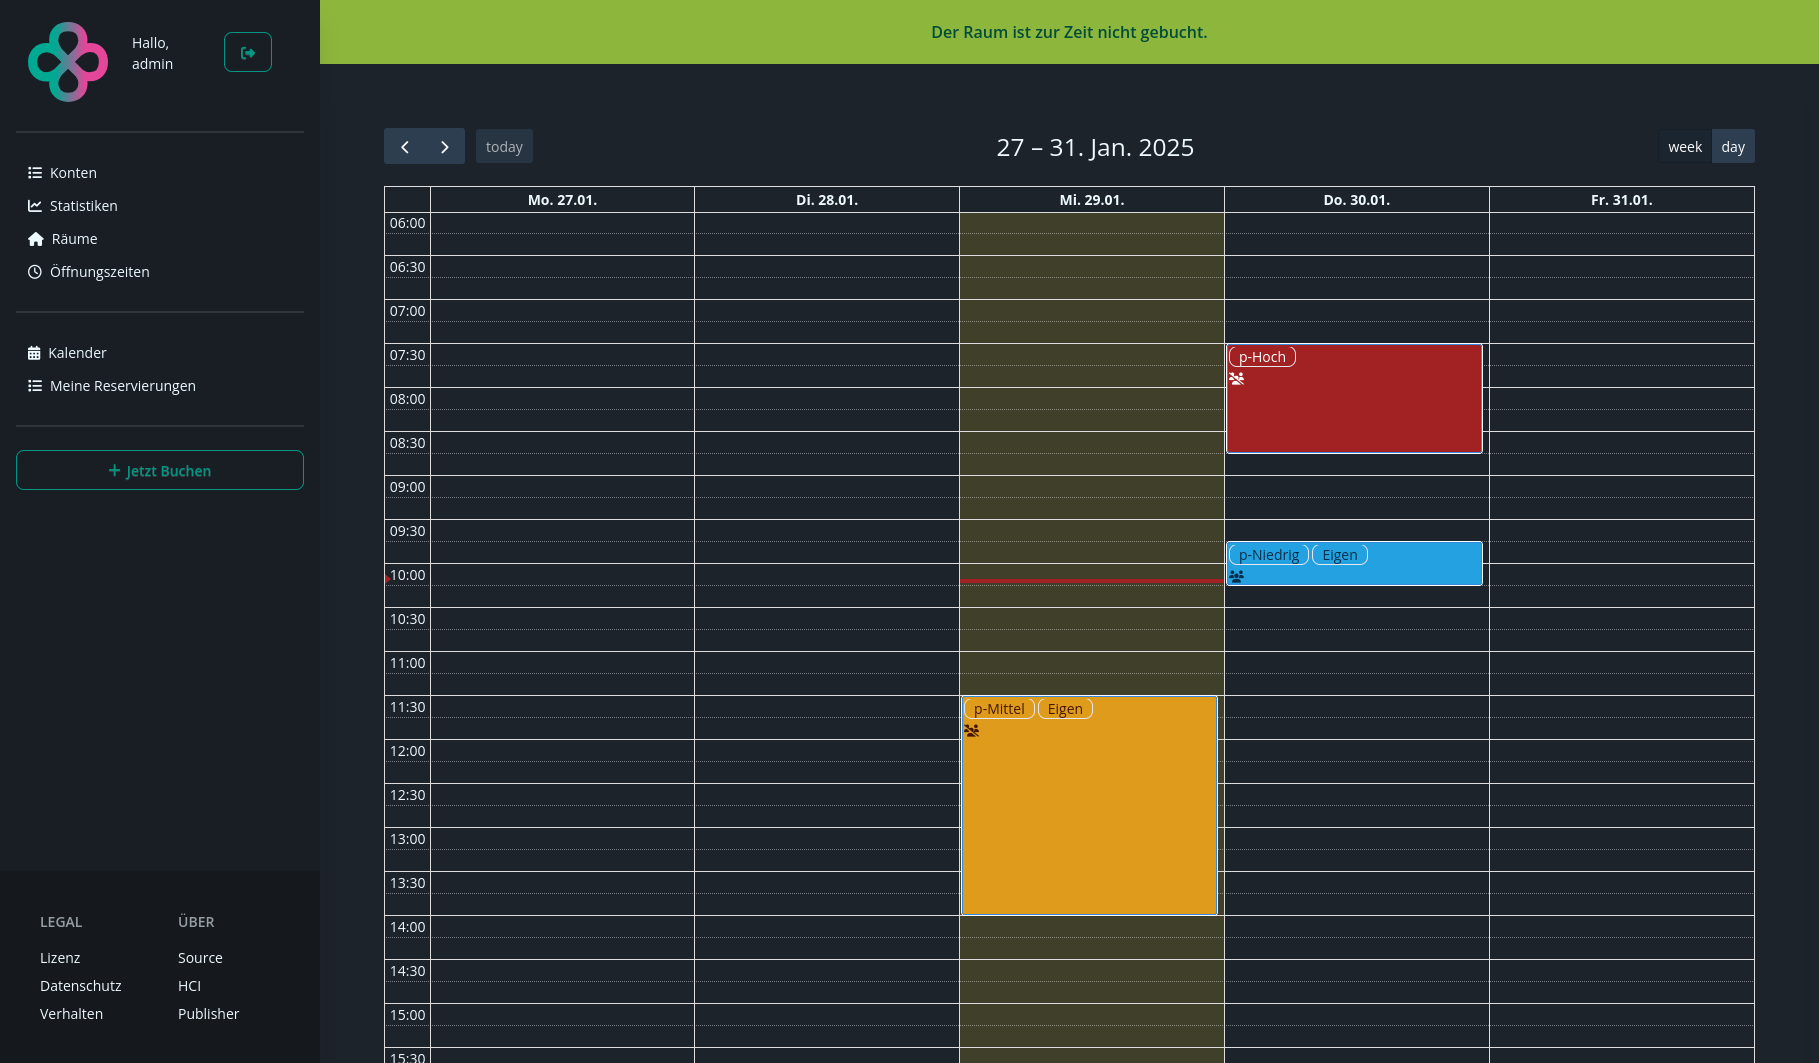 Hallo,
admin
Konten
Statistiken
Räume
Öffnungszeiten
Kalender
Meine Reservierungen
Jetzt Buchen
LEGAL
Lizenz
Datenschutz
Verhalten
ÜBER
Source
HCI
Publisher
Der Raum ist zur Zeit nicht gebucht.
today
27 – 31. Jan. 2025
week day
Mo. 27.01. Di. 28.01. Mi. 29.01. Do. 30.01. Fr. 31.01.
06:00
06:30
07:00
07:30
p-Hoch
08:00
08:30
09:00
09:30
p-Niedrig Eigen
10:00
10:30
11:00
11:30
p-Mittel Eigen
12:00
12:30
13:00
13:30
14:00
14:30
15:00
15:30